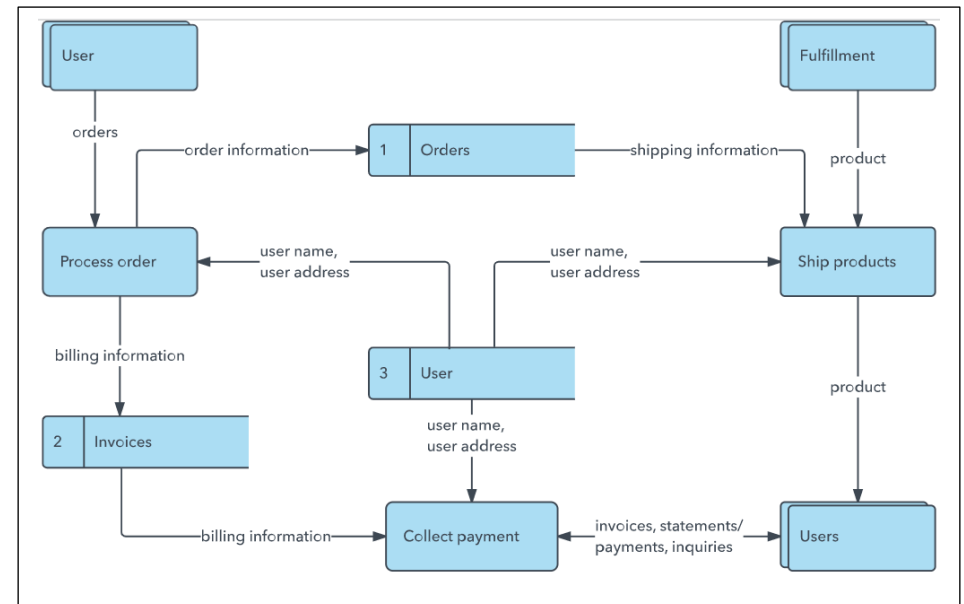 User
Fulfillment
orders
order information
1 Orders
shipping information
product
Process order
user name,
user address
user name,
user address
Ship products
billing information
3 User
product
2 Invoices
user name,
user address
billing information
Collect payment
invoices, statements/
payments, inquiries
Users